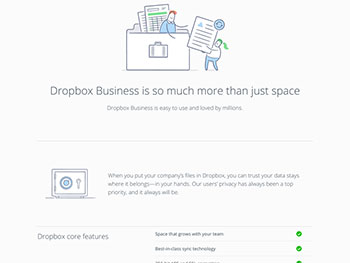 Dropbox Business is so much more than just space
Dropbox Business is easy to use and loved by millions.
When you put your company's files in Dropbox, you can trust your data stays
where it belongs—in your hands. Our users' privacy has always been a top
priority, and it always will be.
Dropbox core features
Space that grows with your team
Best-in-class sync technology